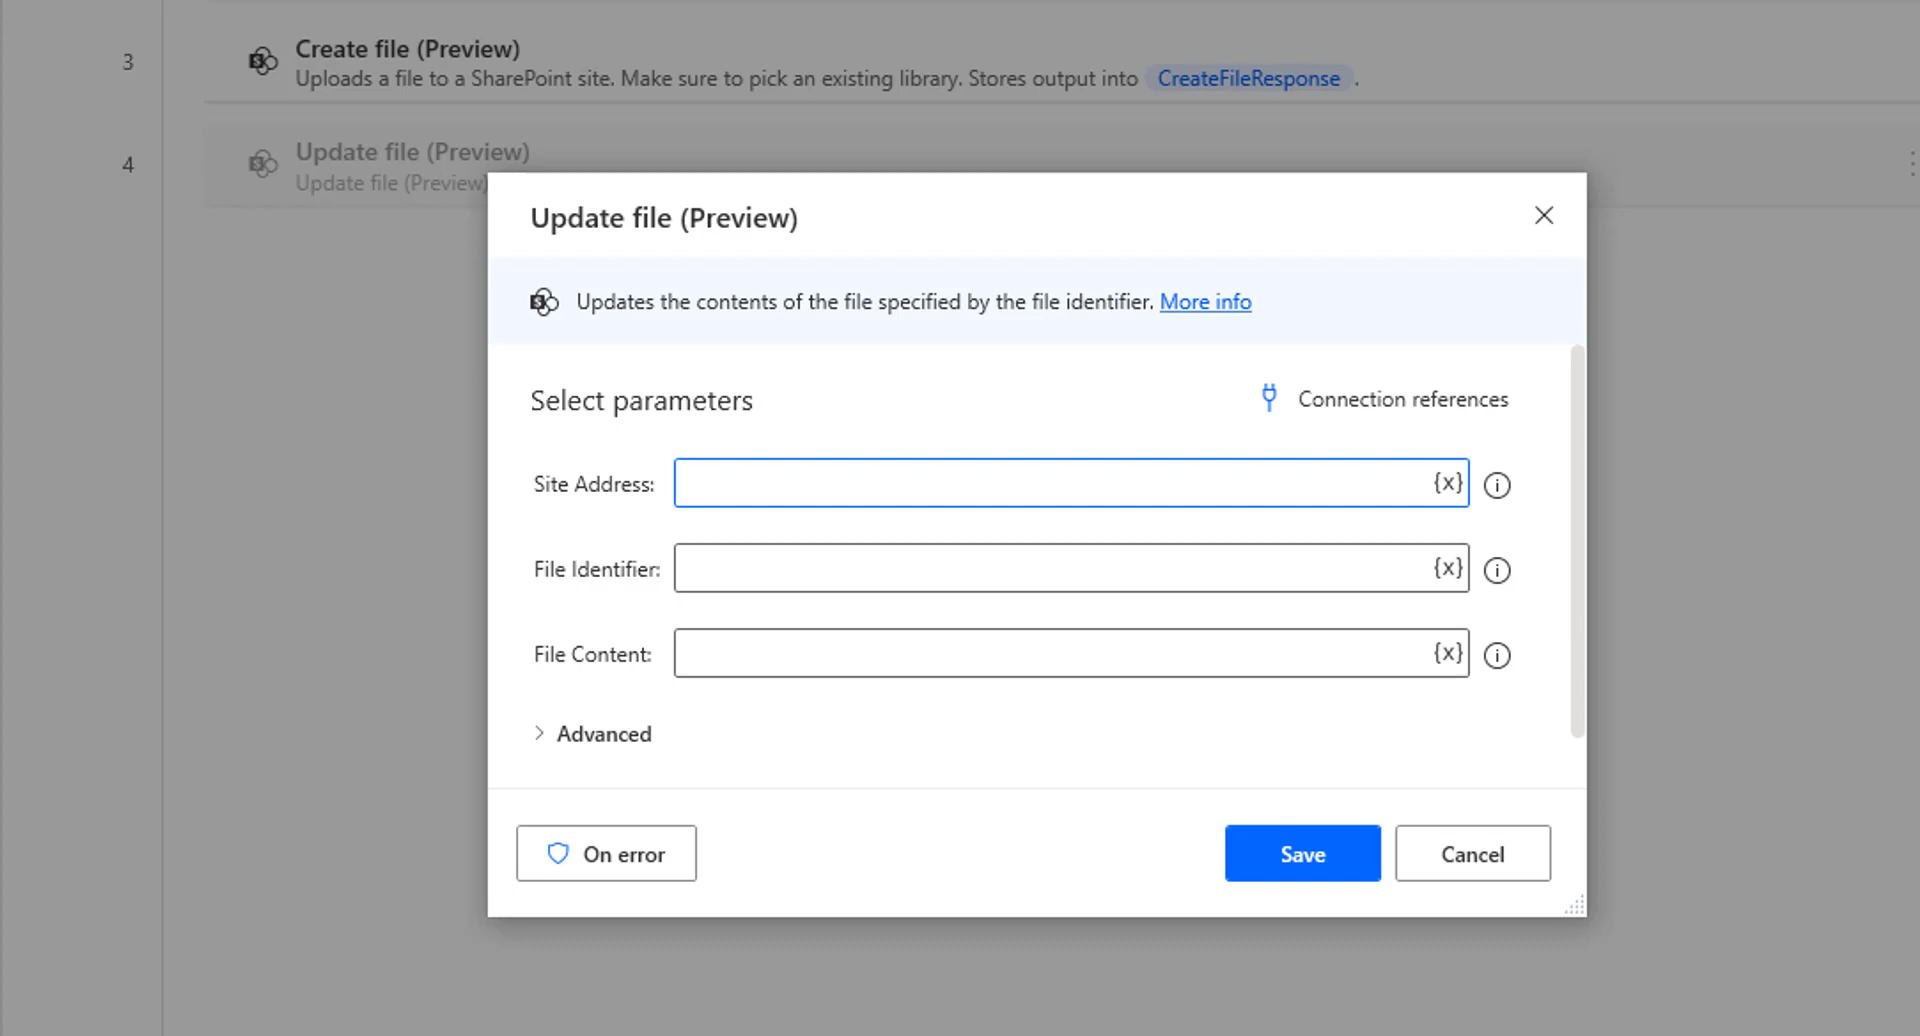 3
Create file (Preview)
Uploads a file to a SharePoint site. Make sure to pick an existing library. Stores output into CreateFileResponse .
4
Update file (Preview)
Update file (Preview)
Update file (Preview)
Updates the contents of the file specified by the file identifier. More info
Select parameters
Connection references
Site Address:
{x}
File Identifier:
{x}
File Content:
{x}
Advanced
On error
Save
Cancel